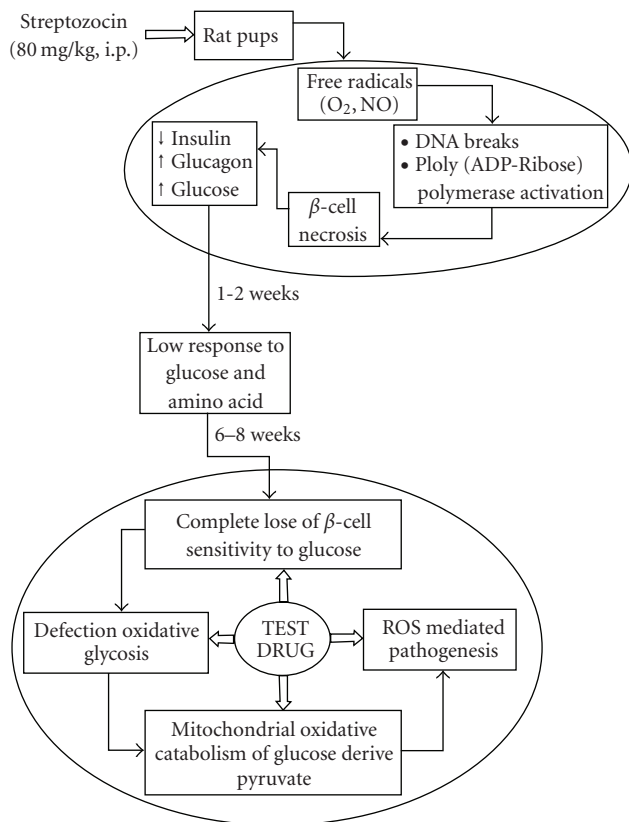 Streptozocin
(80 mg/kg, i.p.)
Rat pups
Free radicals
(O₂, NO)
• DNA breaks
• Ploly (ADP-Ribose)
polymerase activation
β-cell
necrosis
↓ Insulin
↑ Glucagon
↑ Glucose
1-2 weeks
Low response to
glucose and
amino acid
6–8 weeks
Complete lose of β-cell
sensitivity to glucose
Defection oxidative
glycosis
TEST
DRUG
ROS mediated
pathogenesis
Mitochondrial oxidative
catabolism of glucose derive
pyruvate